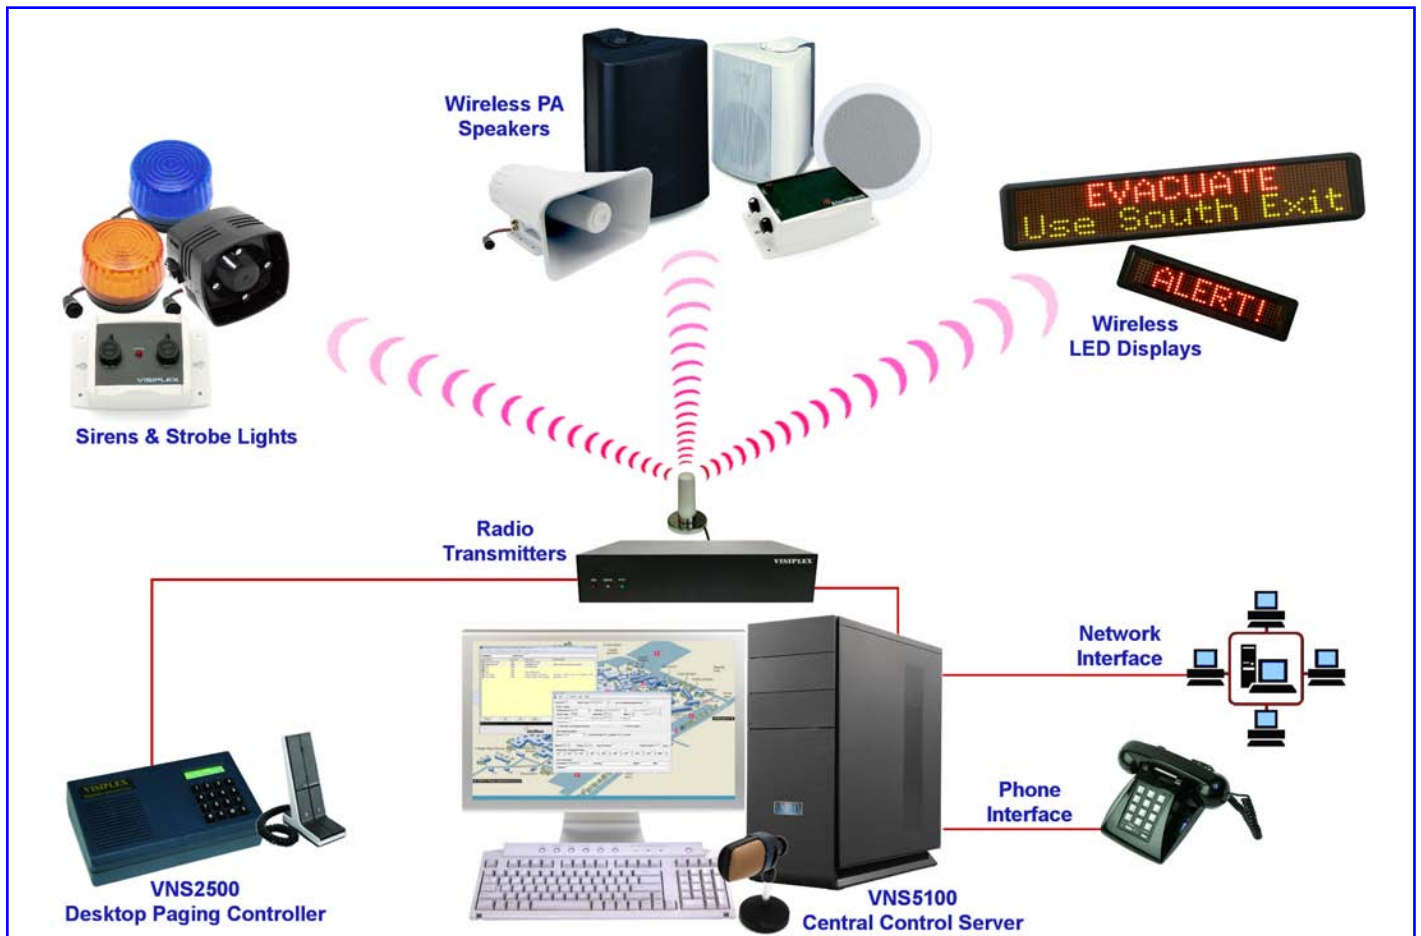 Wireless PA
Speakers
EVACUATE
Use South Exit
ALERT!
Wireless
LED Displays
VISIPLEX
Sirens & Strobe Lights
Radio
Transmitters
VISIPLEX
Network
Interface
VISIPLEX
Phone
Interface
VNS2500
Desktop Paging Controller
VNS5100
Central Control Server